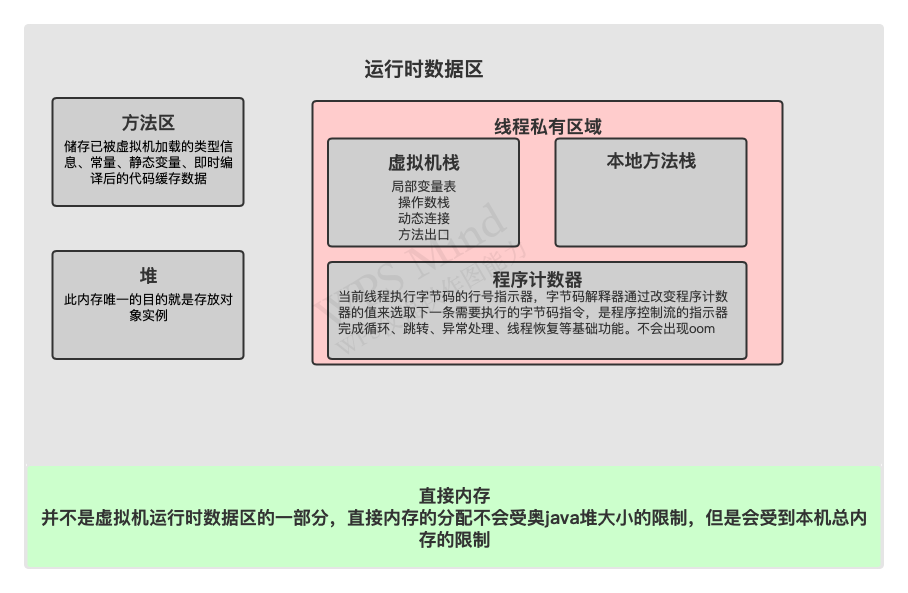 运行时数据区
方法区
储存已被虚拟机加载的类型信
息、常量、静态变量、即时编
译后的代码缓存数据
堆
此内存唯一的目的就是存放对
象实例
线程私有区域
虚拟机栈
局部变量表
操作数栈
动态连接
方法出口
本地方法栈
程序计数器
当前线程执行字节码的行号指示器，字节码解释器通过改变程序计数
器的值来选取下一条需要执行的字节码指令，是程序控制流的指示器
完成循环、跳转、异常处理、线程恢复等基础功能。不会出现oom
WPS Mind
直接内存
并不是虚拟机运行时数据区的一部分，直接内存的分配不会受奥java堆大小的限制，但是会受到本机总内
存的限制